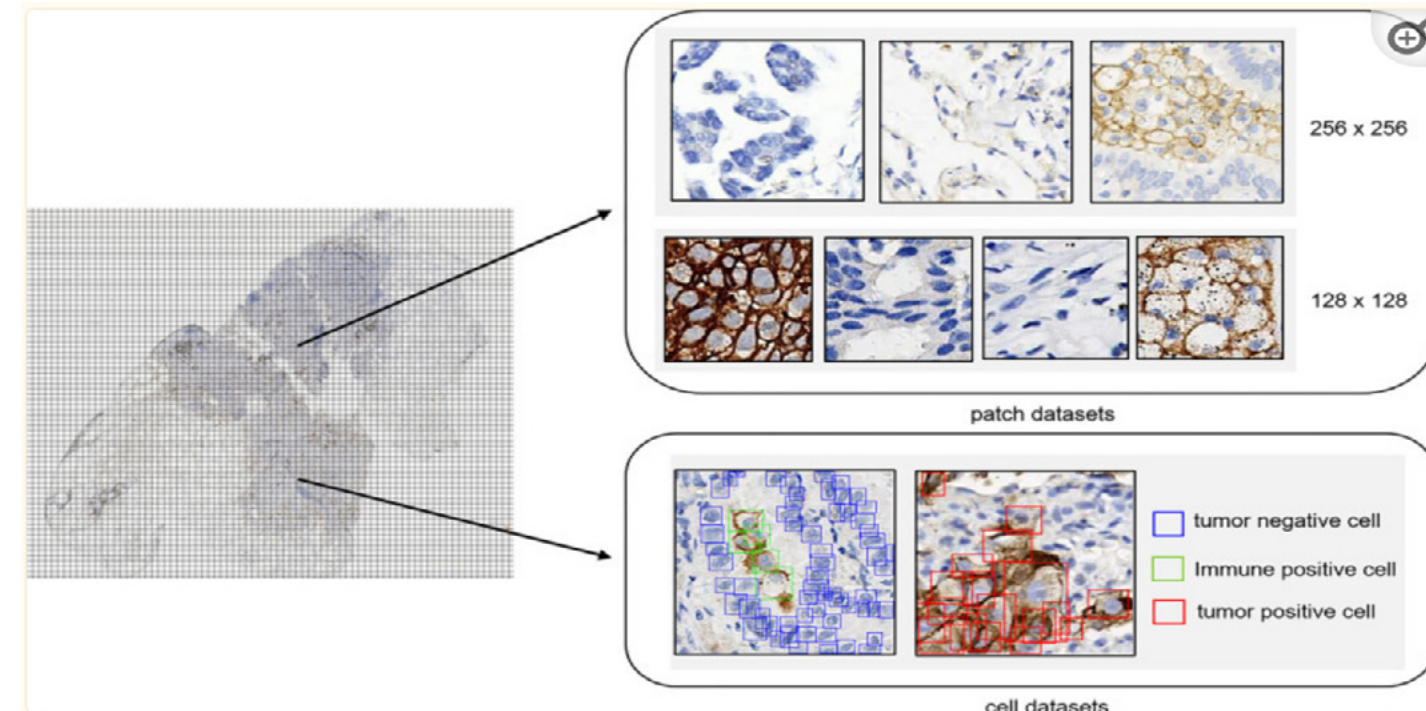 256 x 256
128 x 128
patch datasets
tumor negative cell
Immune positive cell
tumor positive cell
cell datasets